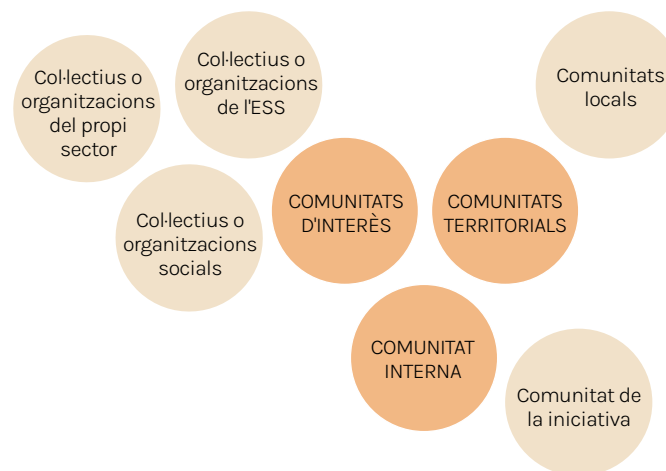 Col·lectius o
organitzacions
del propi
sector
Col·lectius o
organitzacions
de l'ESS
Comunitats
locals
Col·lectius o
organitzacions
socials
COMUNITATS
D'INTERÈS
COMUNITATS
TERRITORIALS
COMUNITAT
INTERNA
Comunitat de
la iniciativa